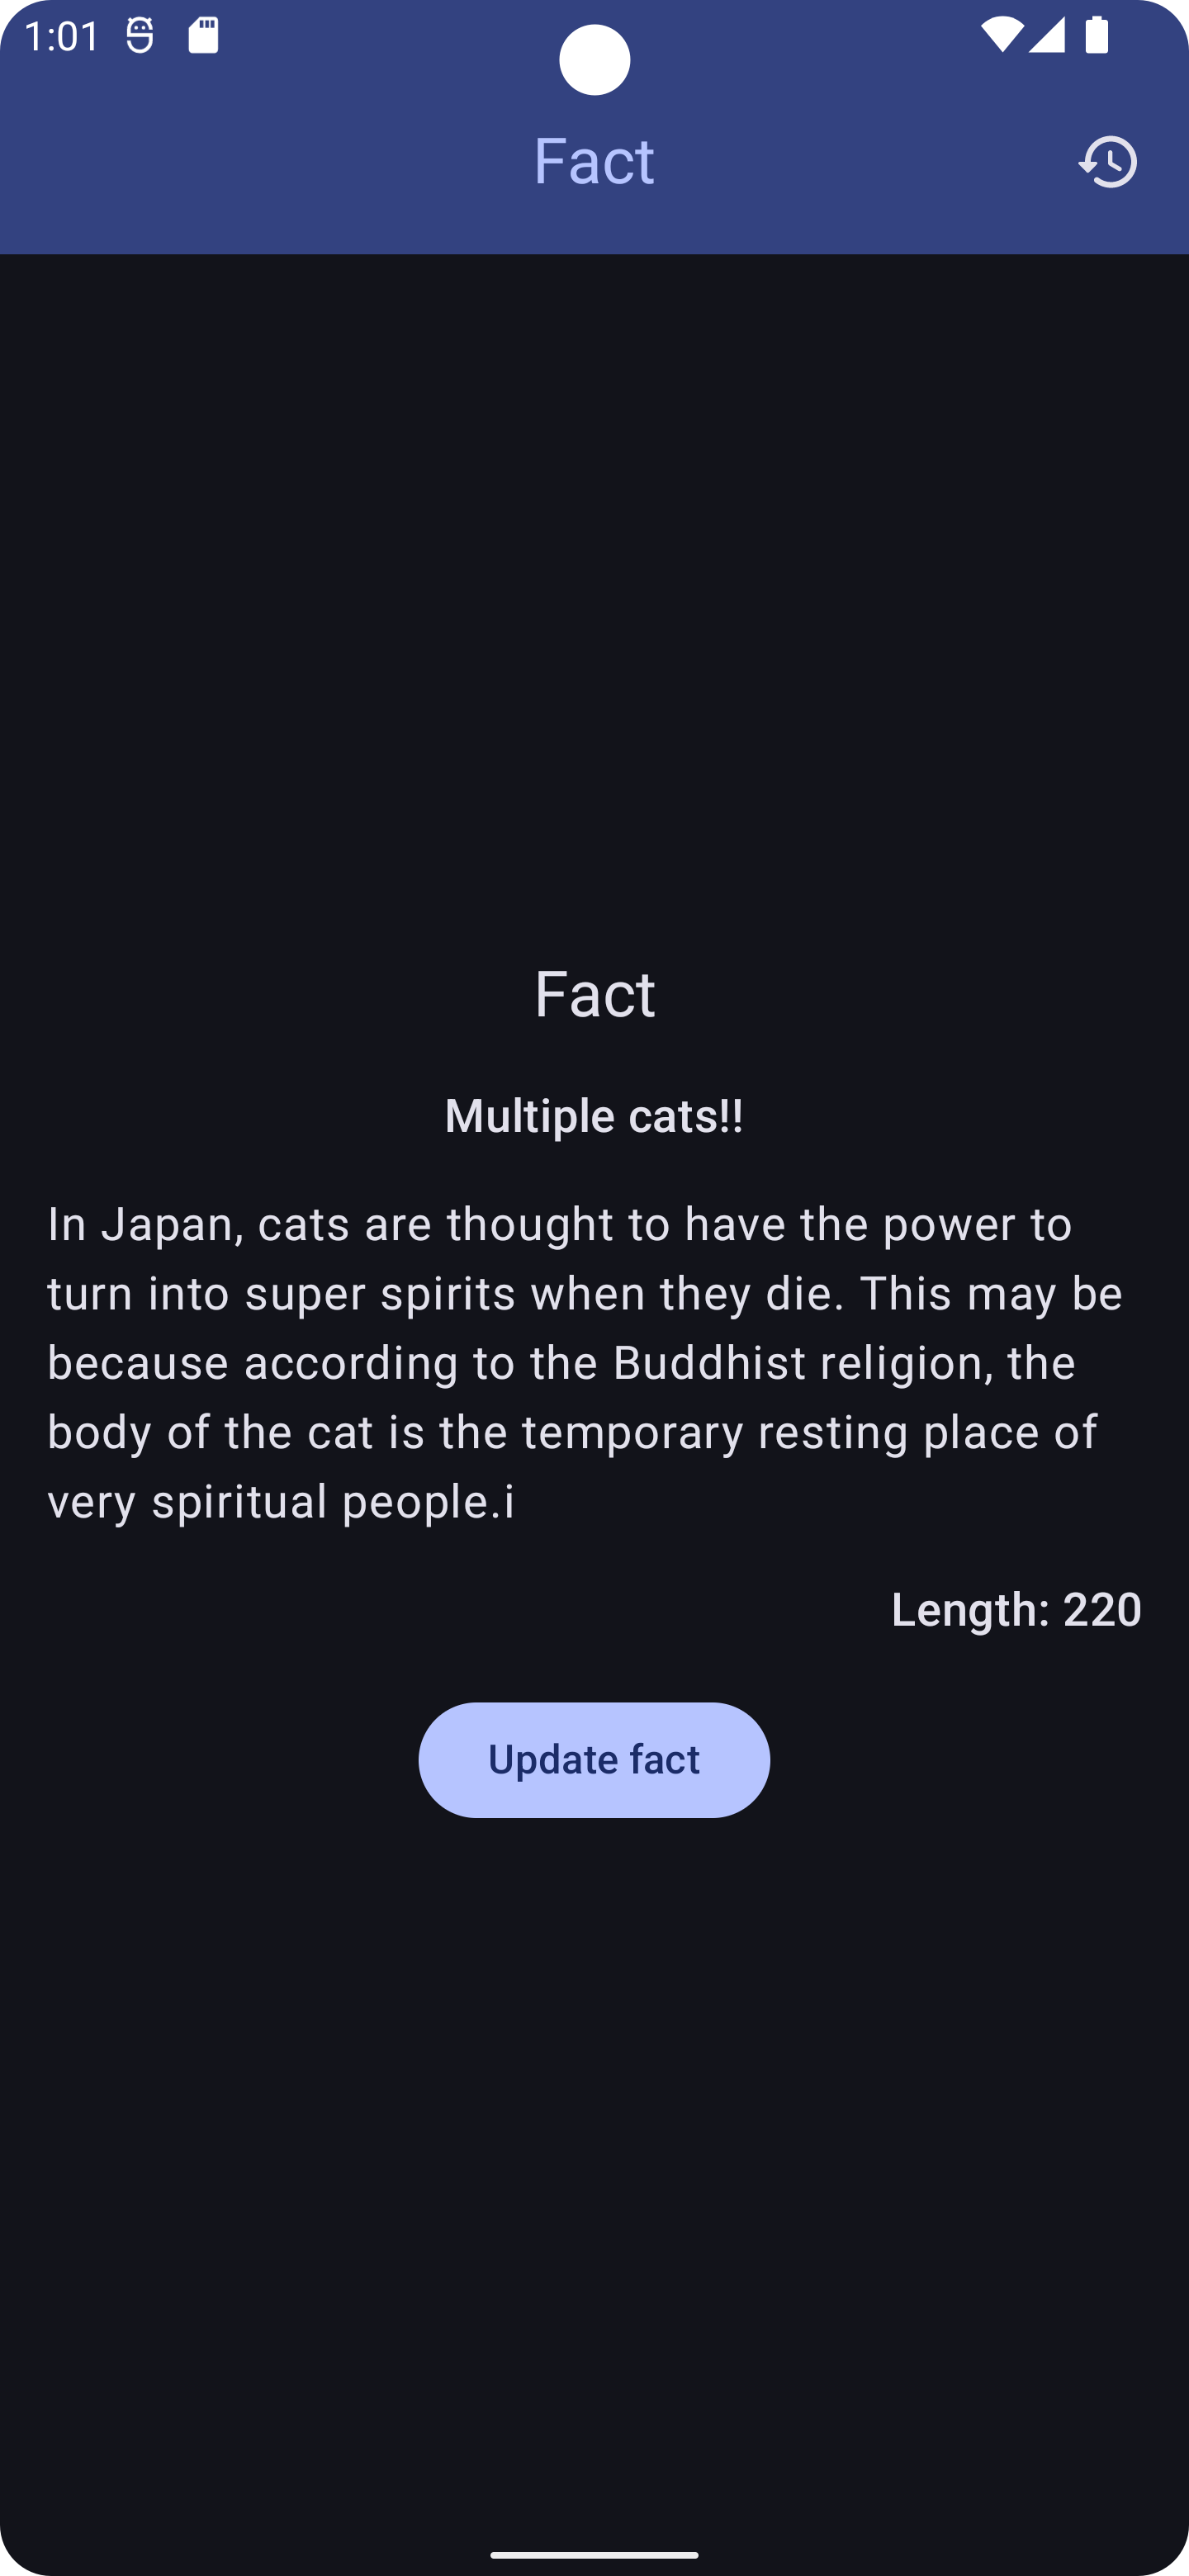 1:01
Fact
Fact
Multiple cats!!
In Japan, cats are thought to have the power to
turn into super spirits when they die. This may be
because according to the Buddhist religion, the
body of the cat is the temporary resting place of
very spiritual people.i
Length: 220
Update fact